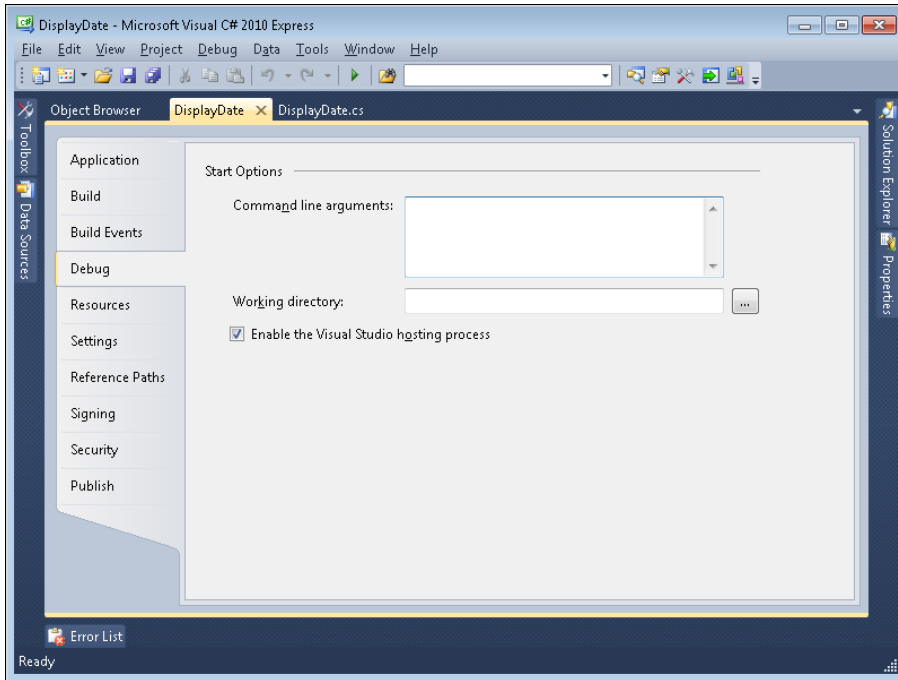 DisplayDate - Microsoft Visual C# 2010 Express
File Edit View Project Debug Data Tools Window Help
Object Browser DisplayDate DisplayDate.cs
Toolbox
Data Sources
Application
Build
Build Events
Debug
Resources
Settings
Reference Paths
Signing
Security
Publish
Start Options
Command line arguments:
Working directory:
...
Enable the Visual Studio hosting process
Solution Explorer
Properties
Error List
Ready